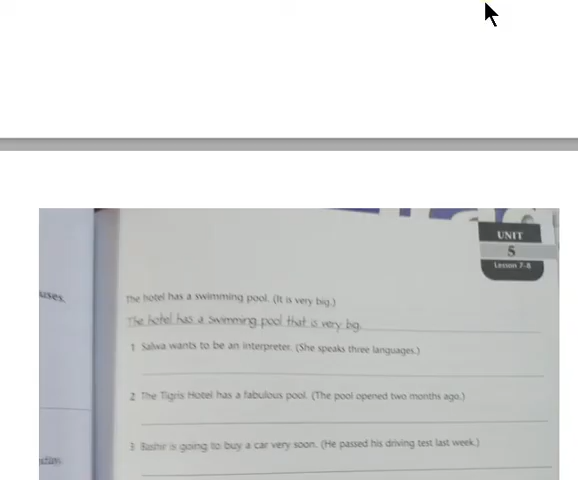 UNIT
5
Lesson 7-8
uses.
The hotel has a swimming pool. (It is very big.)
The hotel has a swimming pool that is very big.
1 Salwa wants to be an interpreter. (She speaks three languages.)
2 The Tigris Hotel has a fabulous pool. (The pool opened two months ago.)
3 Bashir is going to buy a car very soon. (He passed his driving test last week.)